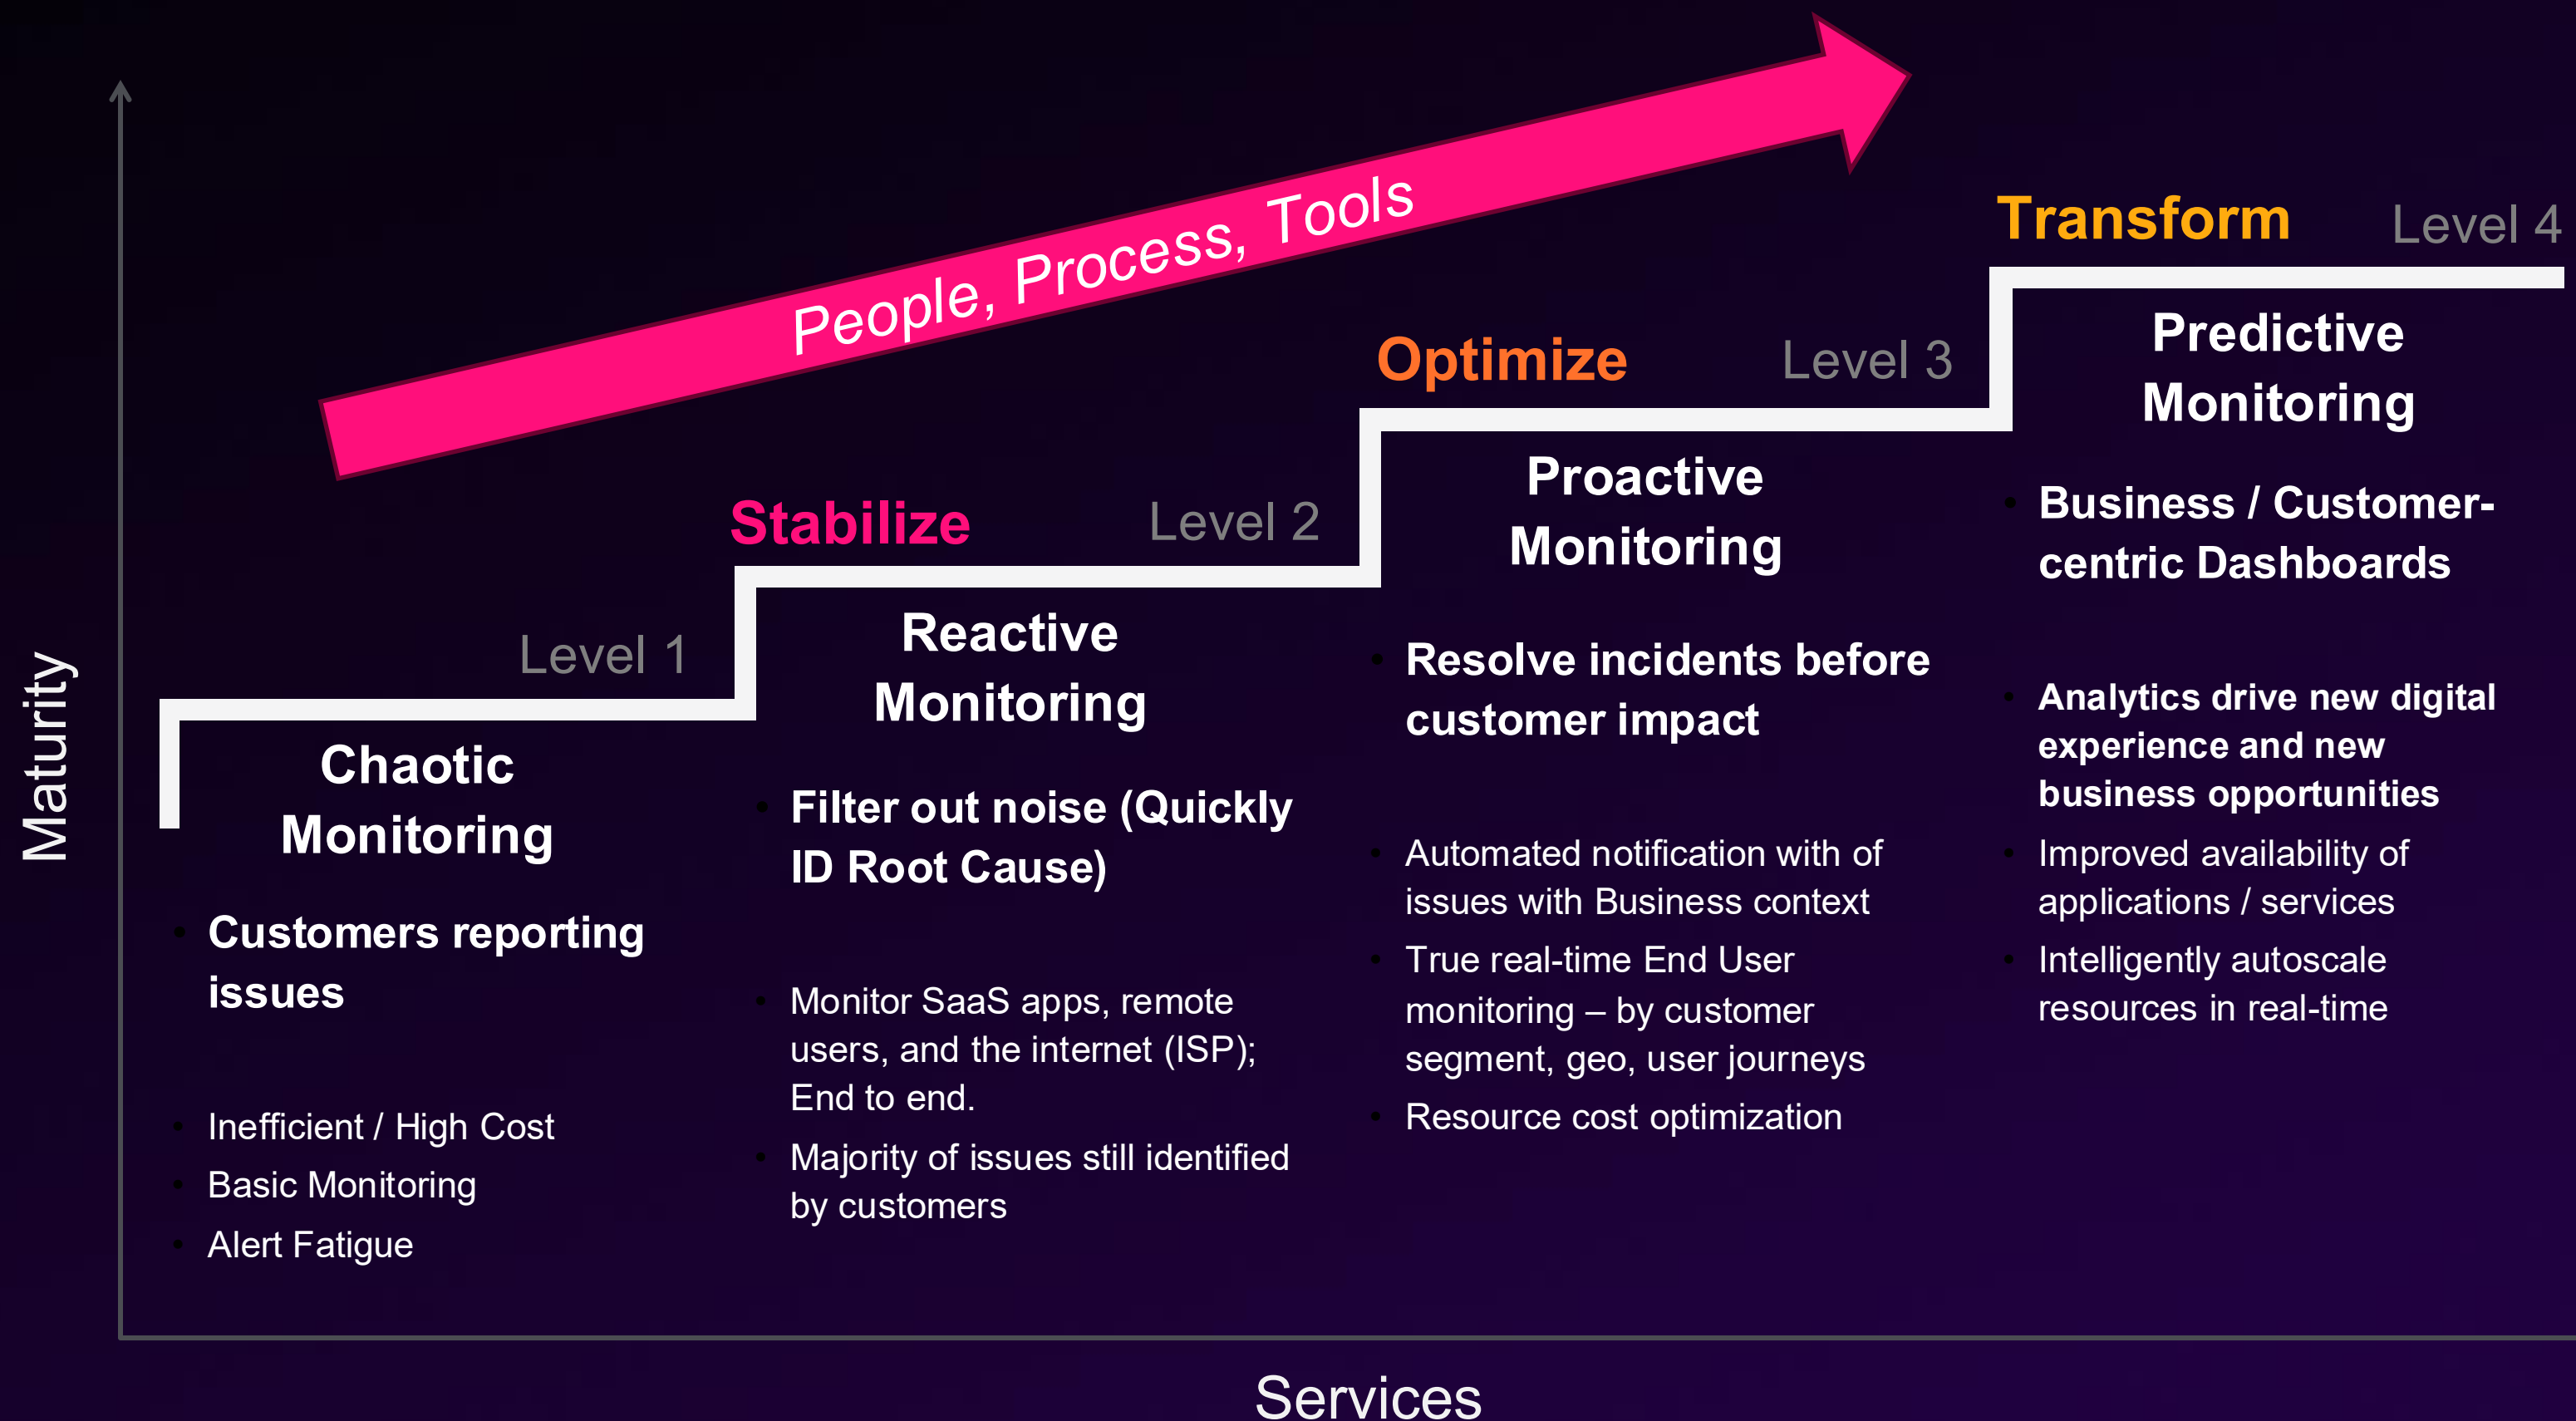 People, Process, Tools
Maturity
Level 1
Chaotic
Monitoring
Customers reporting
issues
Inefficient / High Cost
Basic Monitoring
Alert Fatigue
Stabilize
Level 2
Reactive
Monitoring
Filter out noise (Quickly
ID Root Cause)
Monitor SaaS apps, remote
users, and the internet (ISP);
End to end.
Majority of issues still identified
by customers
Optimize
Level 3
Proactive
Monitoring
Resolve incidents before
customer impact
Automated notification with of
issues with Business context
True real-time End User
monitoring – by customer
segment, geo, user journeys
Resource cost optimization
Transform
Level 4
Predictive
Monitoring
Business / Customer-
centric Dashboards
Analytics drive new digital
experience and new
business opportunities
Improved availability of
applications / services
Intelligently autoscale
resources in real-time
Services